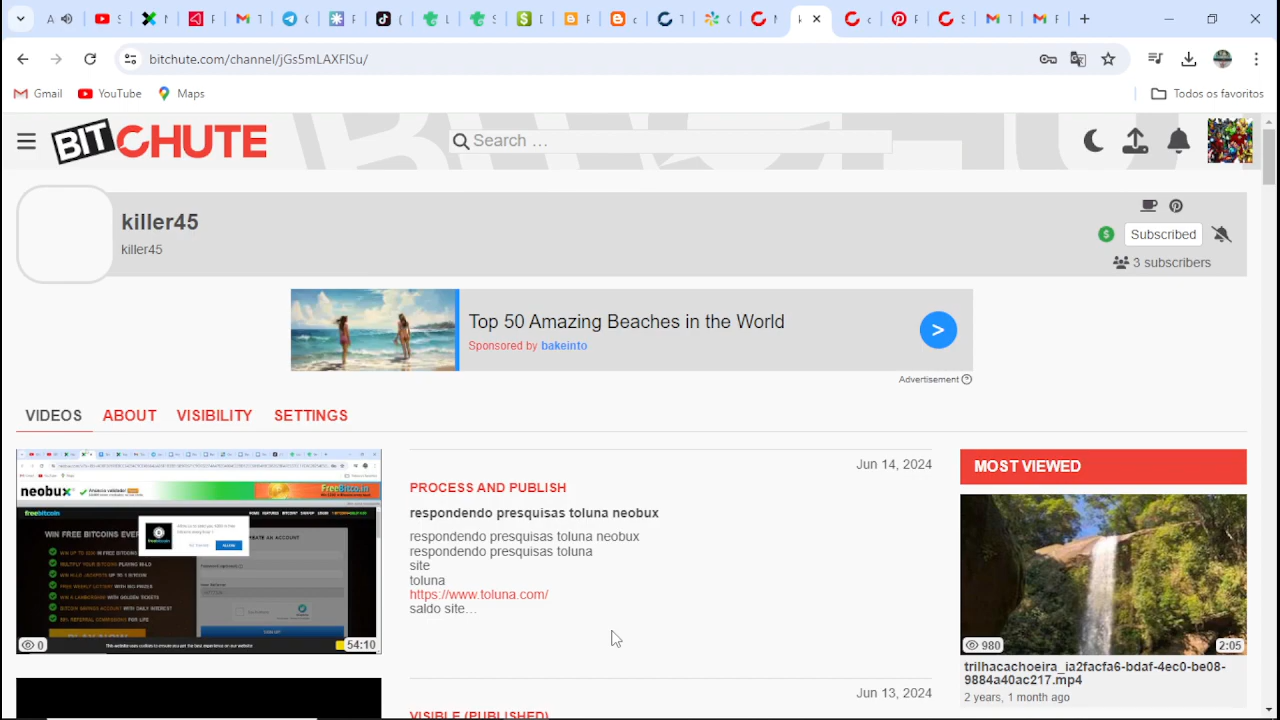 bitchute.com/channel/jGs5mLAXFISu/
Gmail
YouTube
Maps
Todos os favoritos
BITCHUTE
Search …
killer45
killer45
Subscribed
3 subscribers
Top 50 Amazing Beaches in the World
Sponsored by bakeinto
>
Advertisement
VIDEOS
ABOUT
VISIBILITY
SETTINGS
neobux
freebitcoin
WIN FREE BITCOINS
0
54:10
Jun 14, 2024
PROCESS AND PUBLISH
respondendo presquisas toluna neobux
respondendo presquisas toluna neobux
respondendo presquisas toluna
site
toluna
https://www.toluna.com/
saldo site…
Jun 13, 2024
VISIBLE (PUBLISHED)
MOST VIEWED
980
2:05
trilhacachoeira_ia2facfa6-bdaf-4ec0-be08-
9884a40ac217.mp4
2 years, 1 month ago